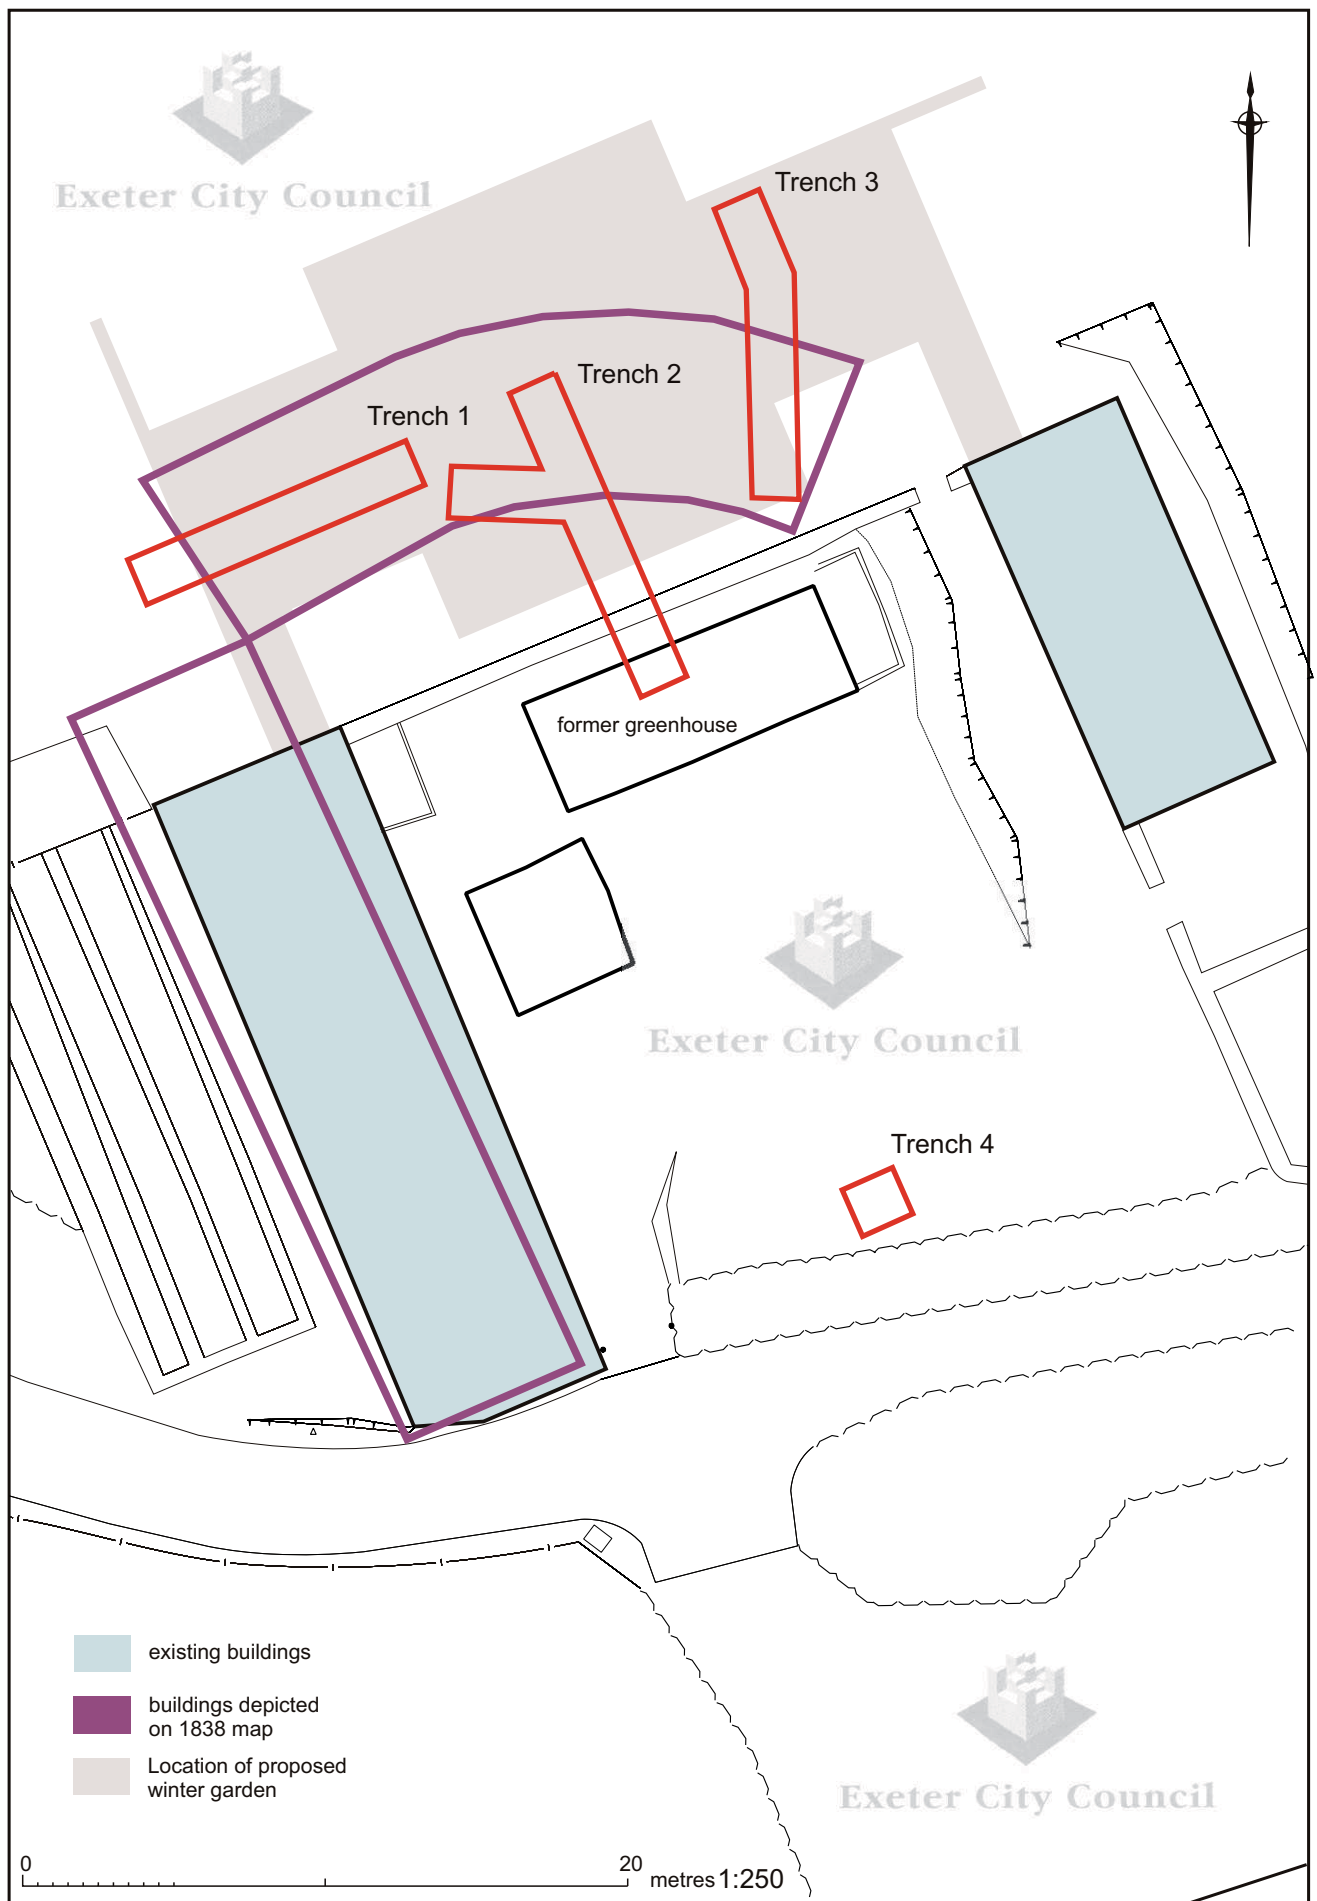 Exeter City Council
Trench 3
Trench 2
Trench 1
former greenhouse
Exeter City Council
Trench 4
existing buildings
buildings depicted
on 1838 map
Location of proposed
winter garden
Exeter City Council
0 20 metres 1:250